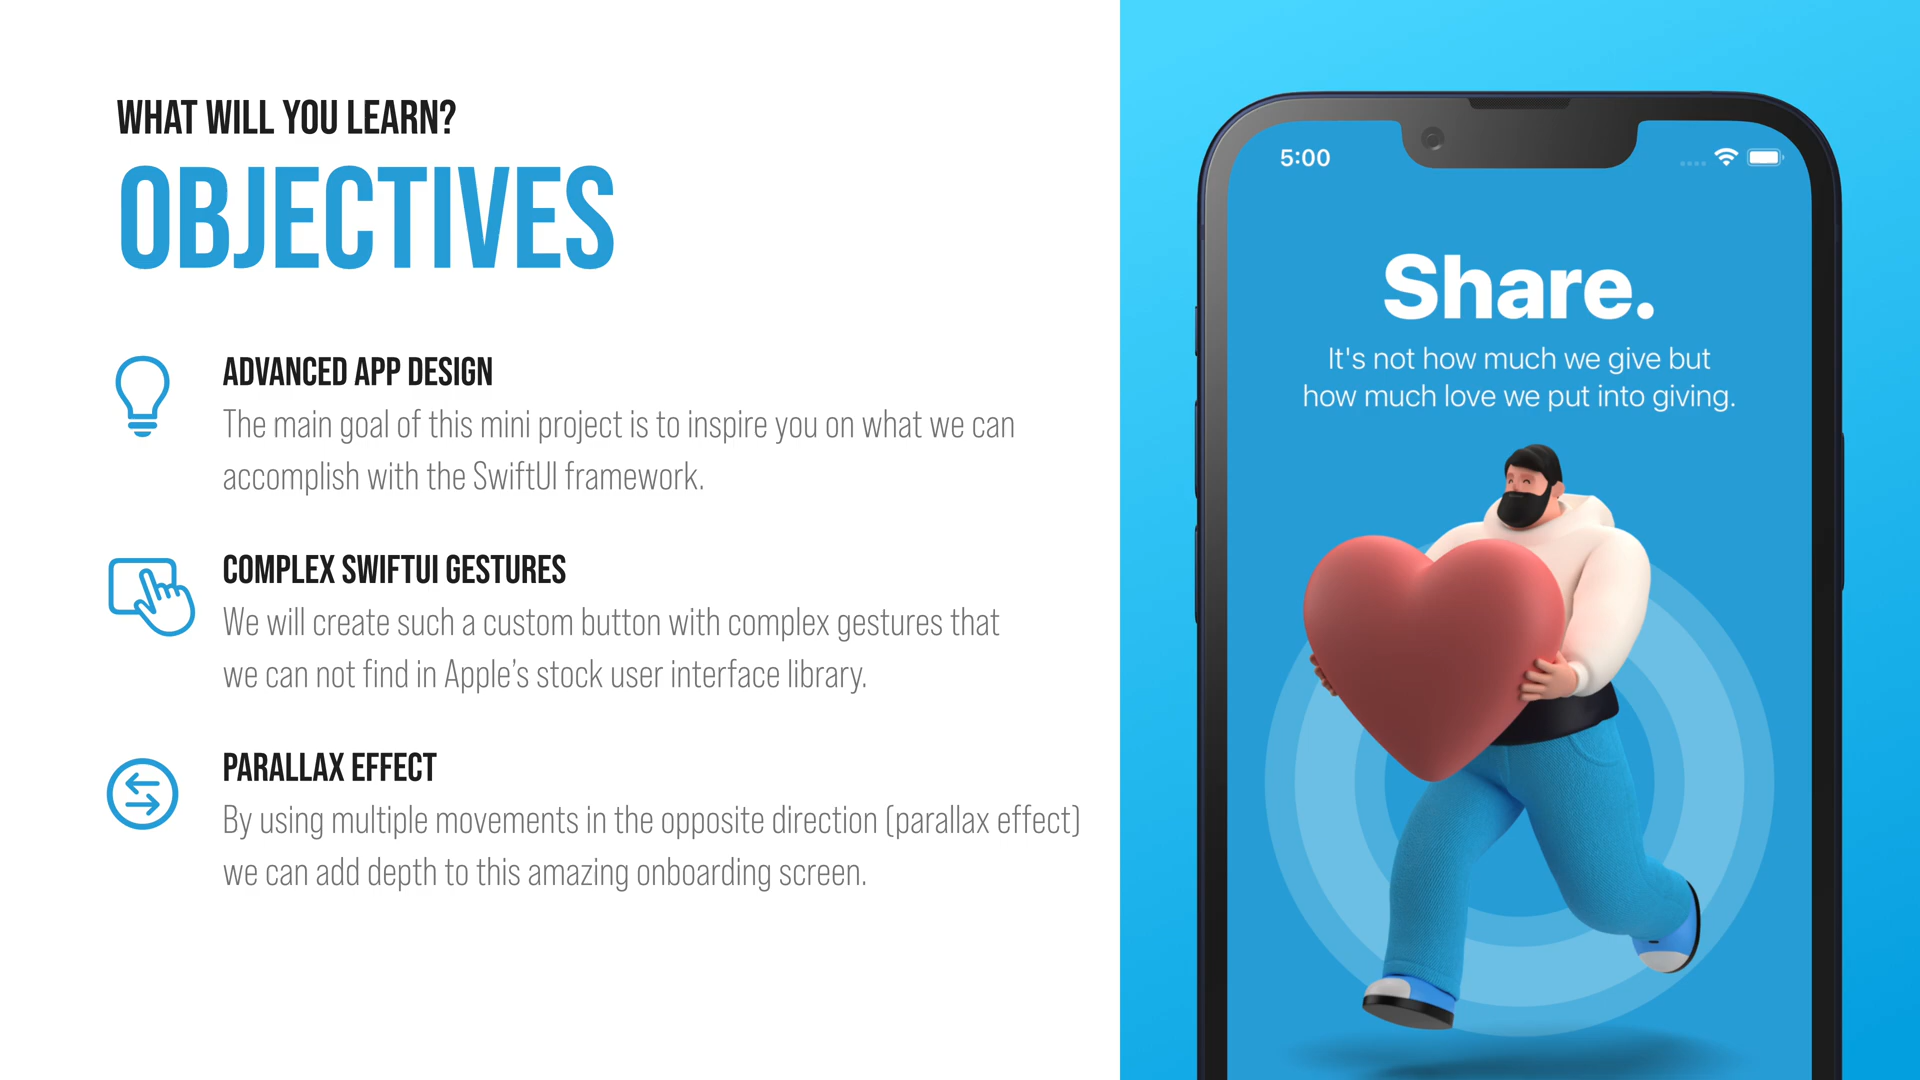 WHAT WILL YOU LEARN?
OBJECTIVES
ADVANCED APP DESIGN
The main goal of this mini project is to inspire you on what we can
accomplish with the SwiftUI framework.
COMPLEX SWIFTUI GESTURES
We will create such a custom button with complex gestures that
we can not find in Apple’s stock user interface library.
PARALLAX EFFECT
By using multiple movements in the opposite direction (parallax effect)
we can add depth to this amazing onboarding screen.
5:00
Share.
It's not how much we give but
how much love we put into giving.